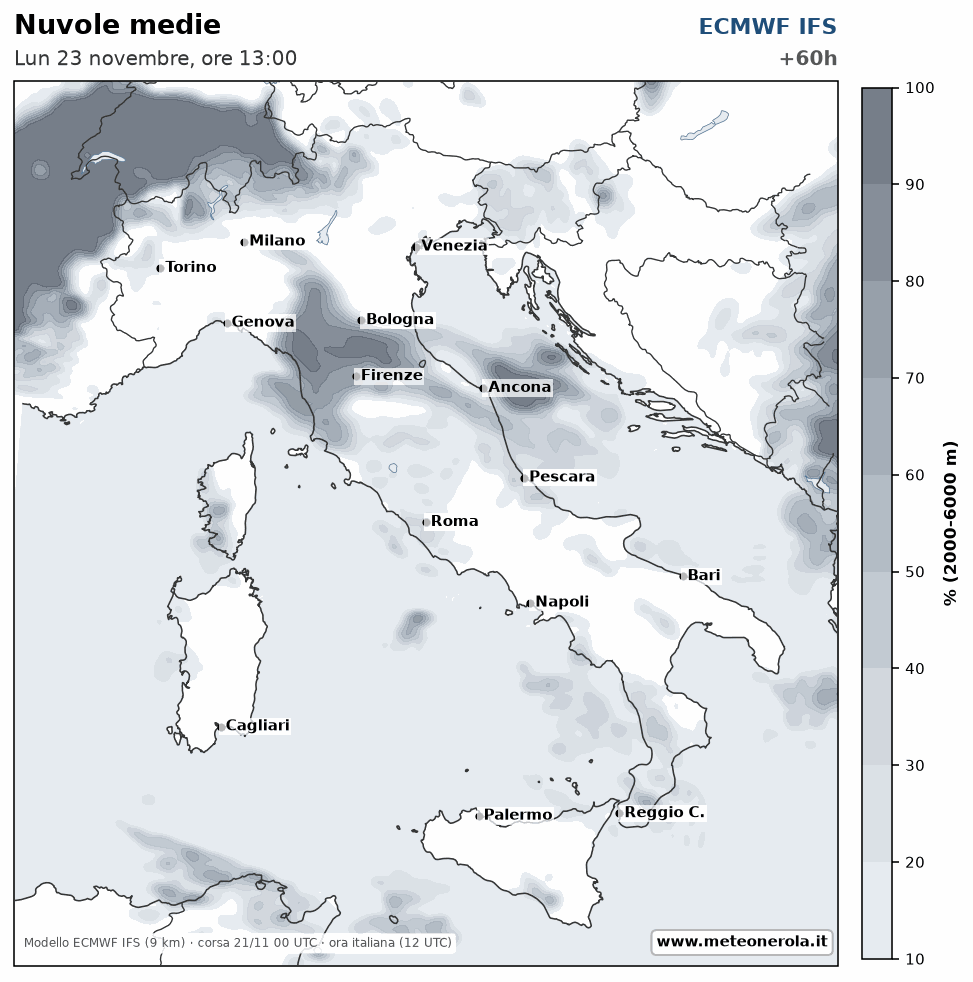 Nuvole medie
ECMWF IFS
Lun 23 novembre, ore 13:00
+60h
100
90
80
70
60
50
40
30
20
10
% (2000-6000 m)
Milano
Venezia
Torino
Genova
Bologna
Firenze
Ancona
Pescara
Roma
Bari
Napoli
Cagliari
Palermo
Reggio C.
Modello ECMWF IFS (9 km) · corsa 21/11 00 UTC · ora italiana (12 UTC)
www.meteonerola.it